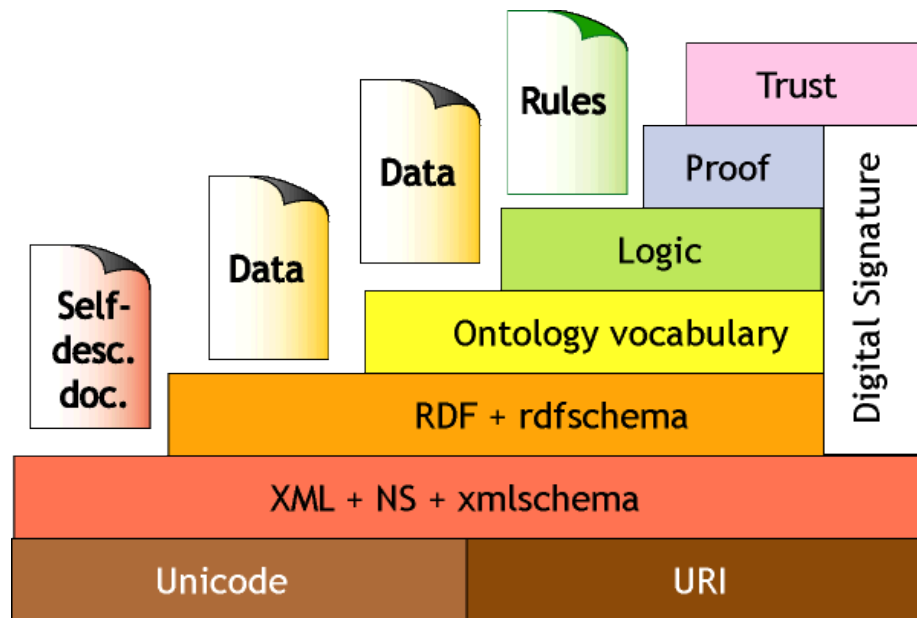 Rules
Trust
Data
Proof
Data
Logic
Self-
desc.
doc.
Ontology vocabulary
Digital Signature
RDF + rdfschema
XML + NS + xmlschema
Unicode
URI